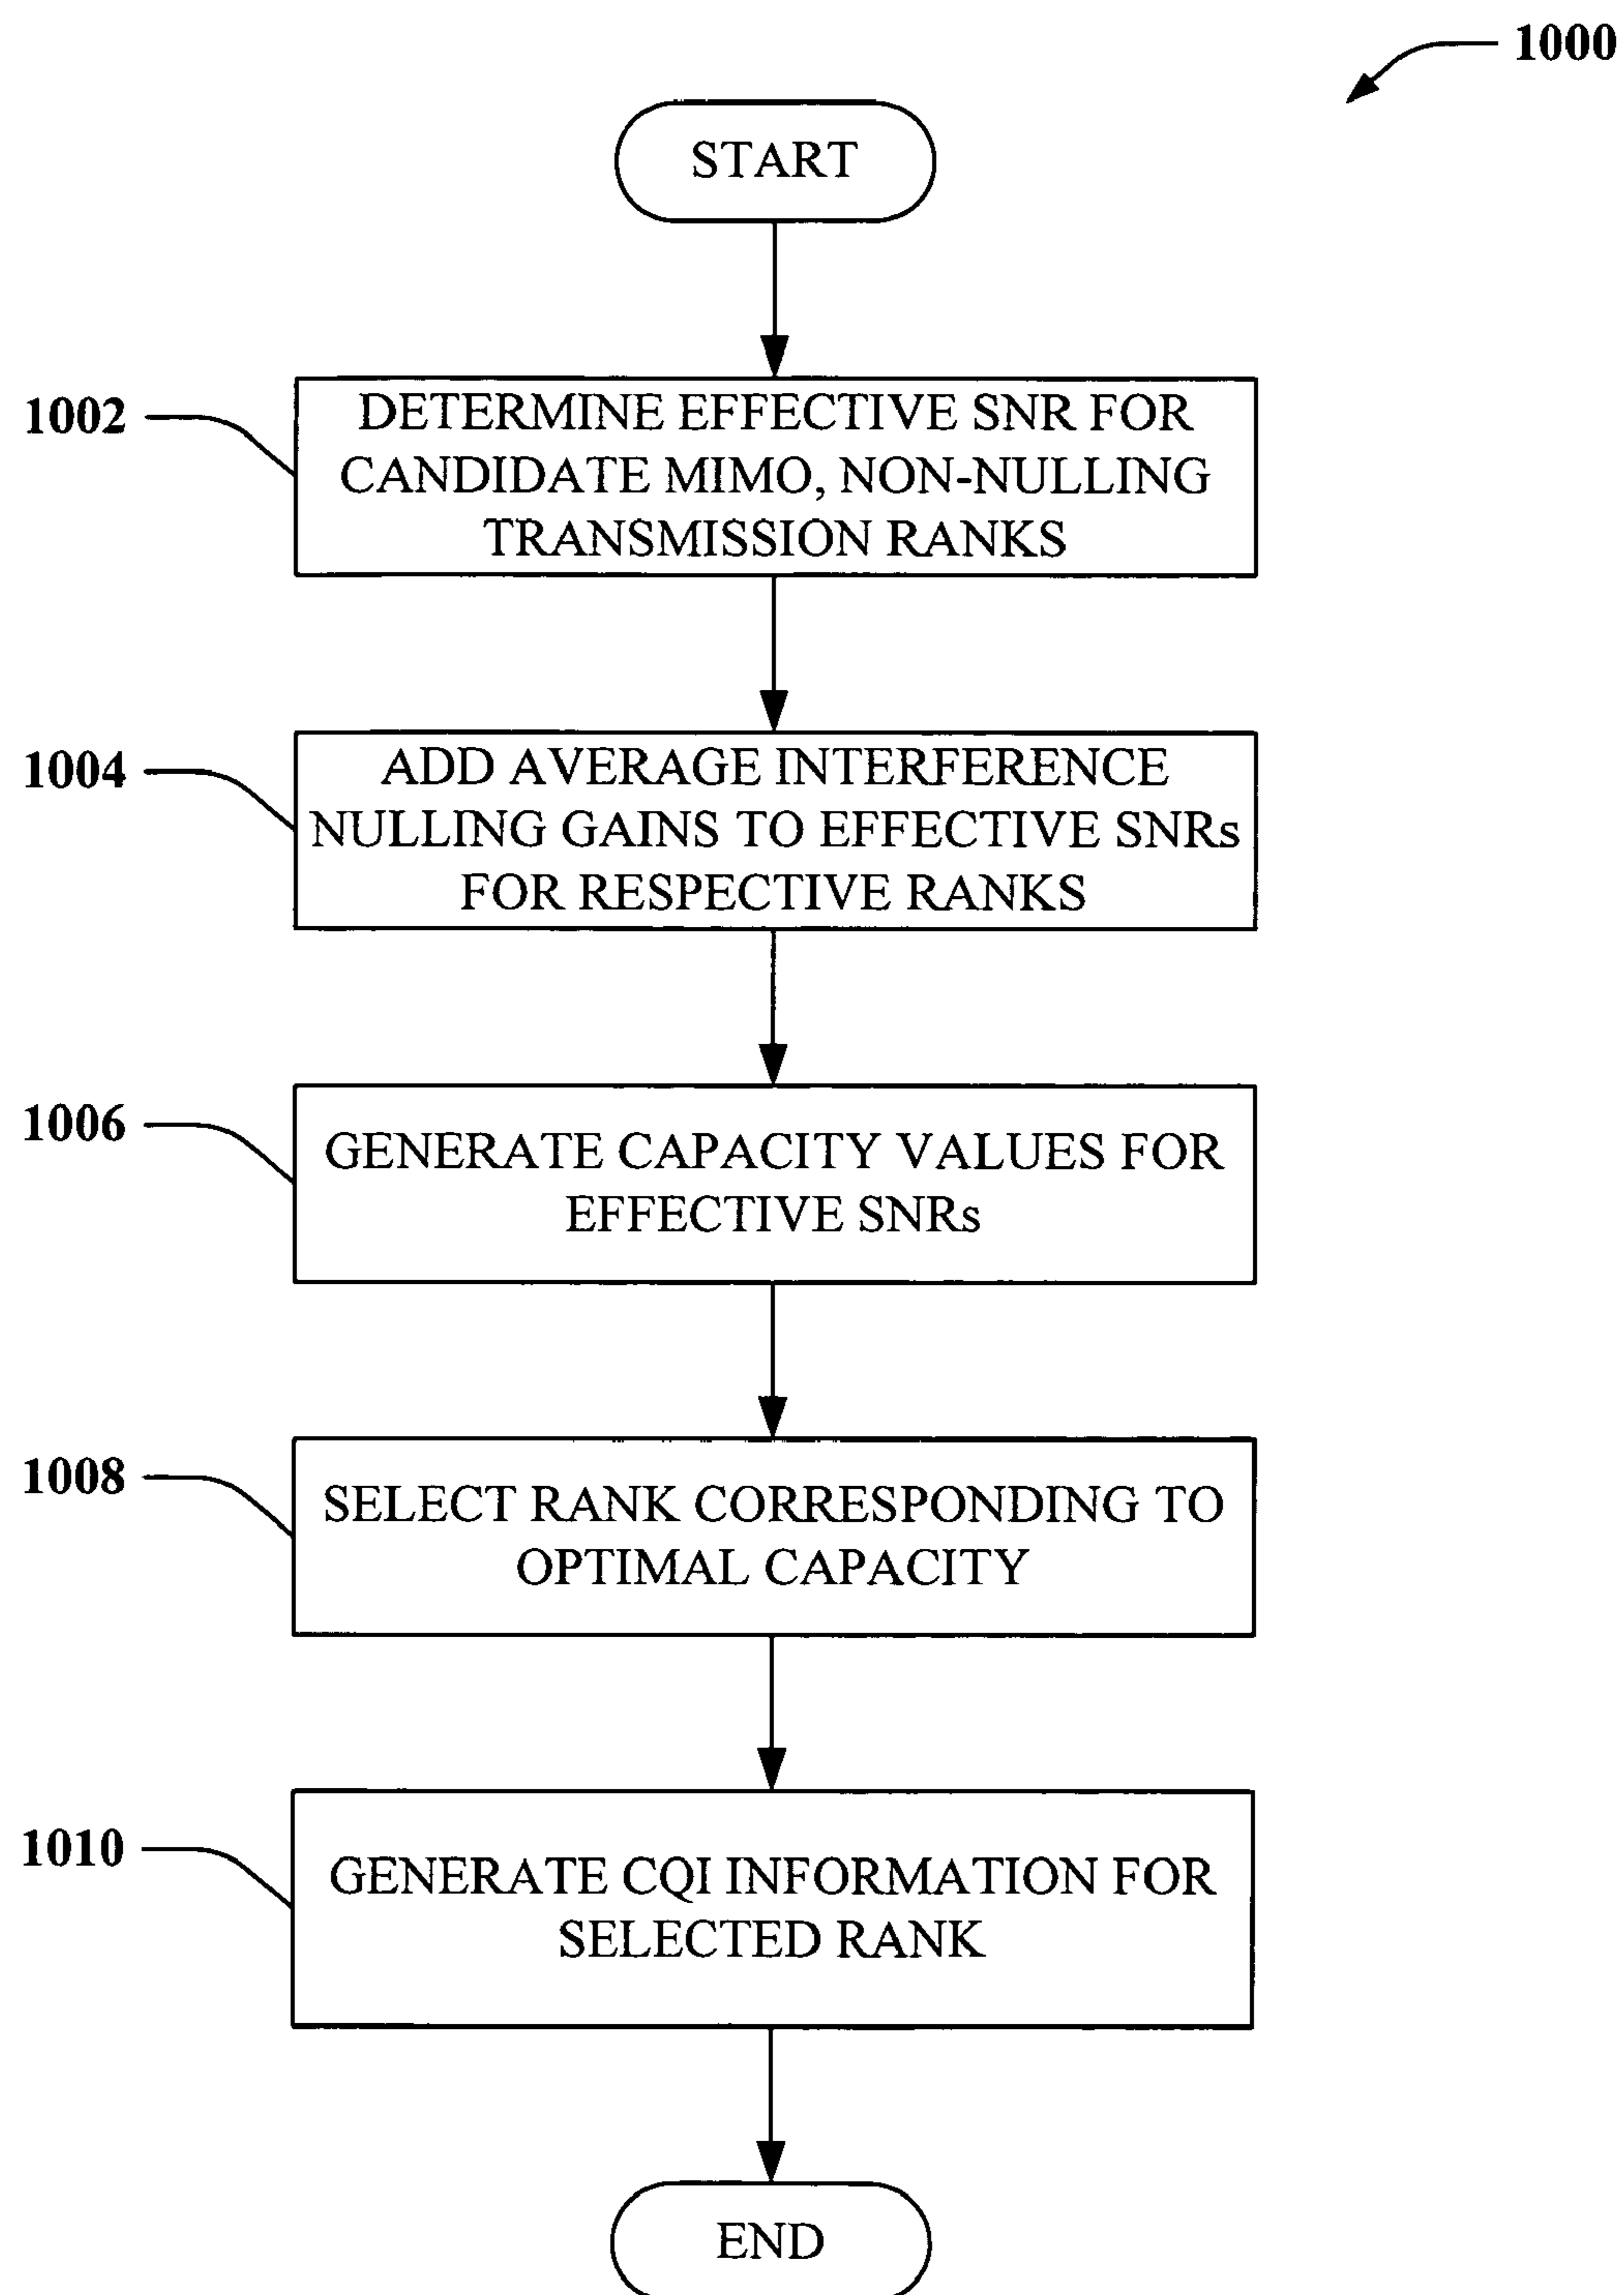 1000
START
1002
DETERMINE EFFECTIVE SNR FOR
CANDIDATE MIMO, NON-NULLING
TRANSMISSION RANKS
1004
ADD AVERAGE INTERFERENCE
NULLING GAINS TO EFFECTIVE SNRs
FOR RESPECTIVE RANKS
1006
GENERATE CAPACITY VALUES FOR
EFFECTIVE SNRs
1008
SELECT RANK CORRESPONDING TO
OPTIMAL CAPACITY
1010
GENERATE CQI INFORMATION FOR
SELECTED RANK
END